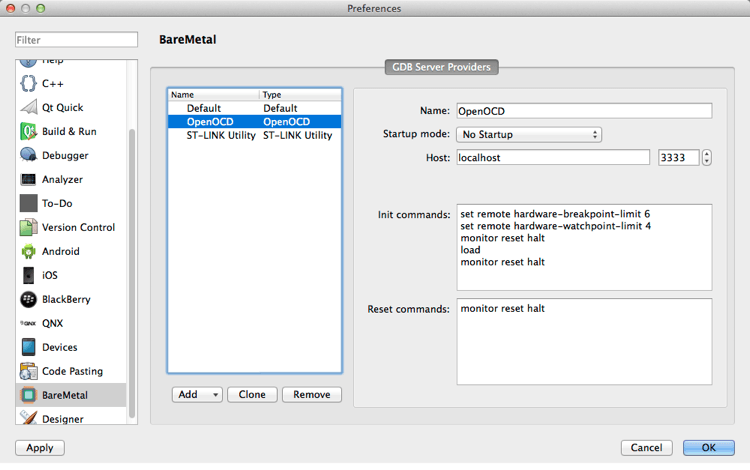 Preferences
Filter
BareMetal
Help
C++
Qt Quick
Build & Run
Debugger
Analyzer
To-Do
Version Control
Android
iOS
BlackBerry
QNX
QNX
Devices
Code Pasting
BareMetal
Designer
GDB Server Providers
Name Type
Default Default
OpenOCD OpenOCD
ST-LINK Utility ST-LINK Utility
Add Clone Remove
Name: OpenOCD
Startup mode: No Startup
Host: localhost 3333
Init commands: set remote hardware-breakpoint-limit 6
set remote hardware-watchpoint-limit 4
monitor reset halt
load
monitor reset halt
Reset commands: monitor reset halt
Apply Cancel OK